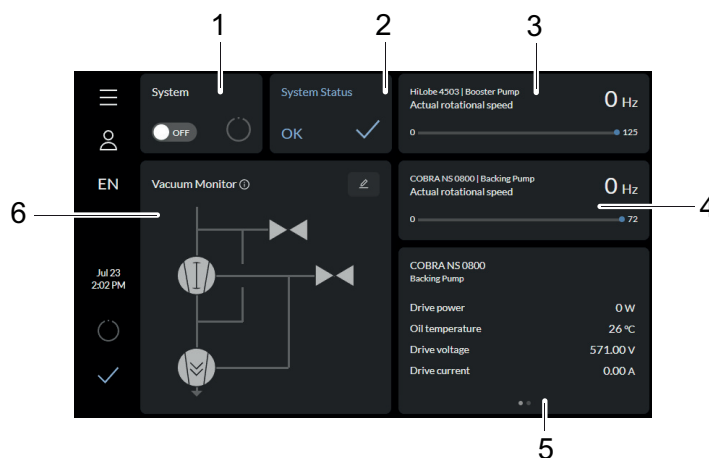 1
2
3
System
OFF
System Status
OK
HiLobe 4503 | Booster Pump
Actual rotational speed
0 Hz
0
125
EN
Jul 23
2:02 PM
Vacuum Monitor
6
COBRA NS 0800 | Backing Pump
Actual rotational speed
0 Hz
0
72
4
COBRA NS 0800
Backing Pump
Drive power 0 W
Oil temperature 26 °C
Drive voltage 571.00 V
Drive current 0.00 A
5